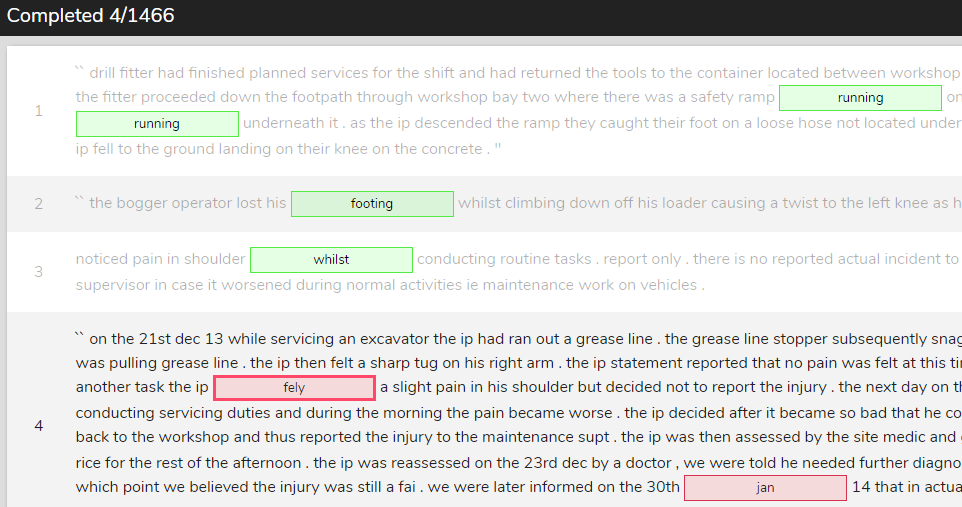 Completed 4/1466
`` drill fitter had finished planned services for the shift and had returned the tools to the container located between workshop
1 the fitter proceeded down the footpath through workshop bay two where there was a safety ramp running on
running underneath it . as the ip descended the ramp they caught their foot on a loose hose not located under
ip fell to the ground landing on their knee on the concrete . "
2 `` the bogger operator lost his footing whilst climbing down off his loader causing a twist to the left knee as h
3 noticed pain in shoulder whilst conducting routine tasks . report only . there is no reported actual incident to
supervisor in case it worsened during normal activities ie maintenance work on vehicles .
`` on the 21st dec 13 while servicing an excavator the ip had ran out a grease line . the grease line stopper subsequently snag
was pulling grease line . the ip then felt a sharp tug on his right arm . the ip statement reported that no pain was felt at this tin
another task the ip fely a slight pain in his shoulder but decided not to report the injury . the next day on th
4 conducting servicing duties and during the morning the pain became worse . the ip decided after it became so bad that he co
back to the workshop and thus reported the injury to the maintenance supt . the ip was then assessed by the site medic and
rice for the rest of the afternoon . the ip was reassessed on the 23rd dec by a doctor , we were told he needed further diagno
which point we believed the injury was still a fai . we were later informed on the 30th jan 14 that in actua